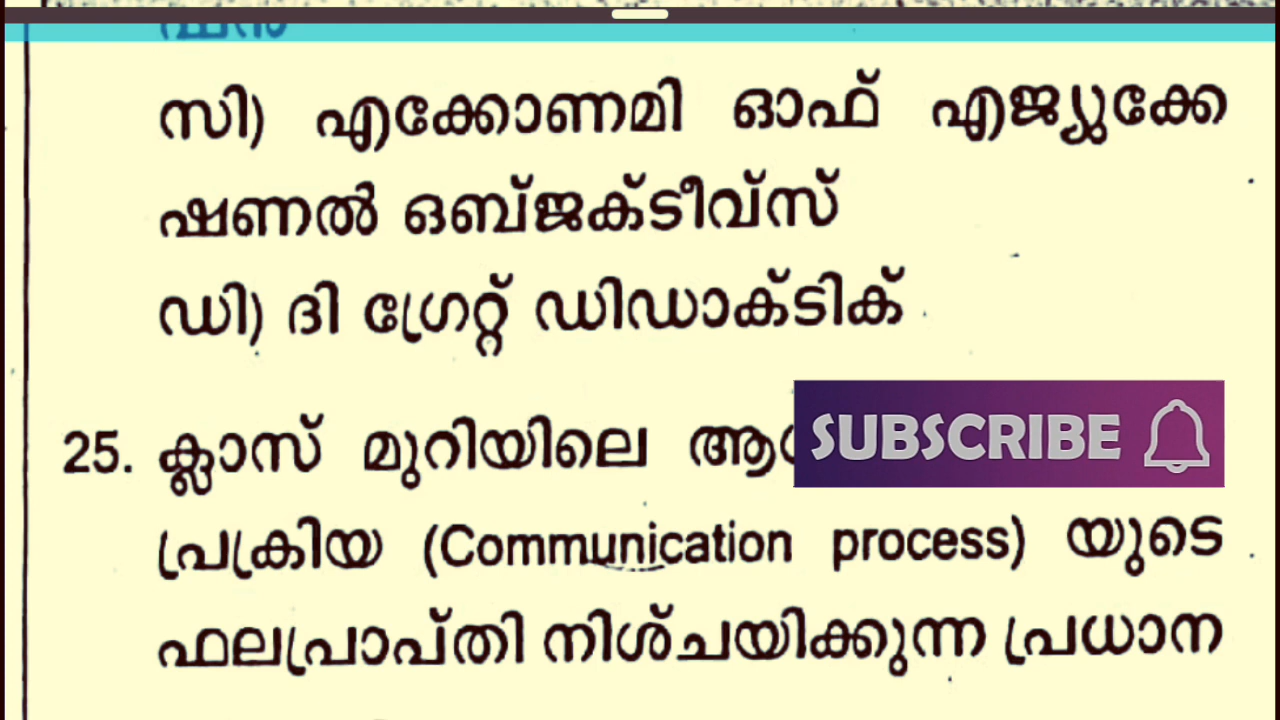 സി) എക്കോണമി ഓഫ് എജ്യുക്കേ
ഷണൽ ഒബ്ജക്ടീവ്സ്
ഡി) ദി ഗ്രേറ്റ് ഡിഡാക്ടിക്
25. ക്ലാസ് മുറിയിലെ
SUBSCRIBE
പ്രക്രിയ (Communication process) യുടെ
ഫലപ്രാപ്തി നിശ്ചയിക്കുന്ന പ്രധാന